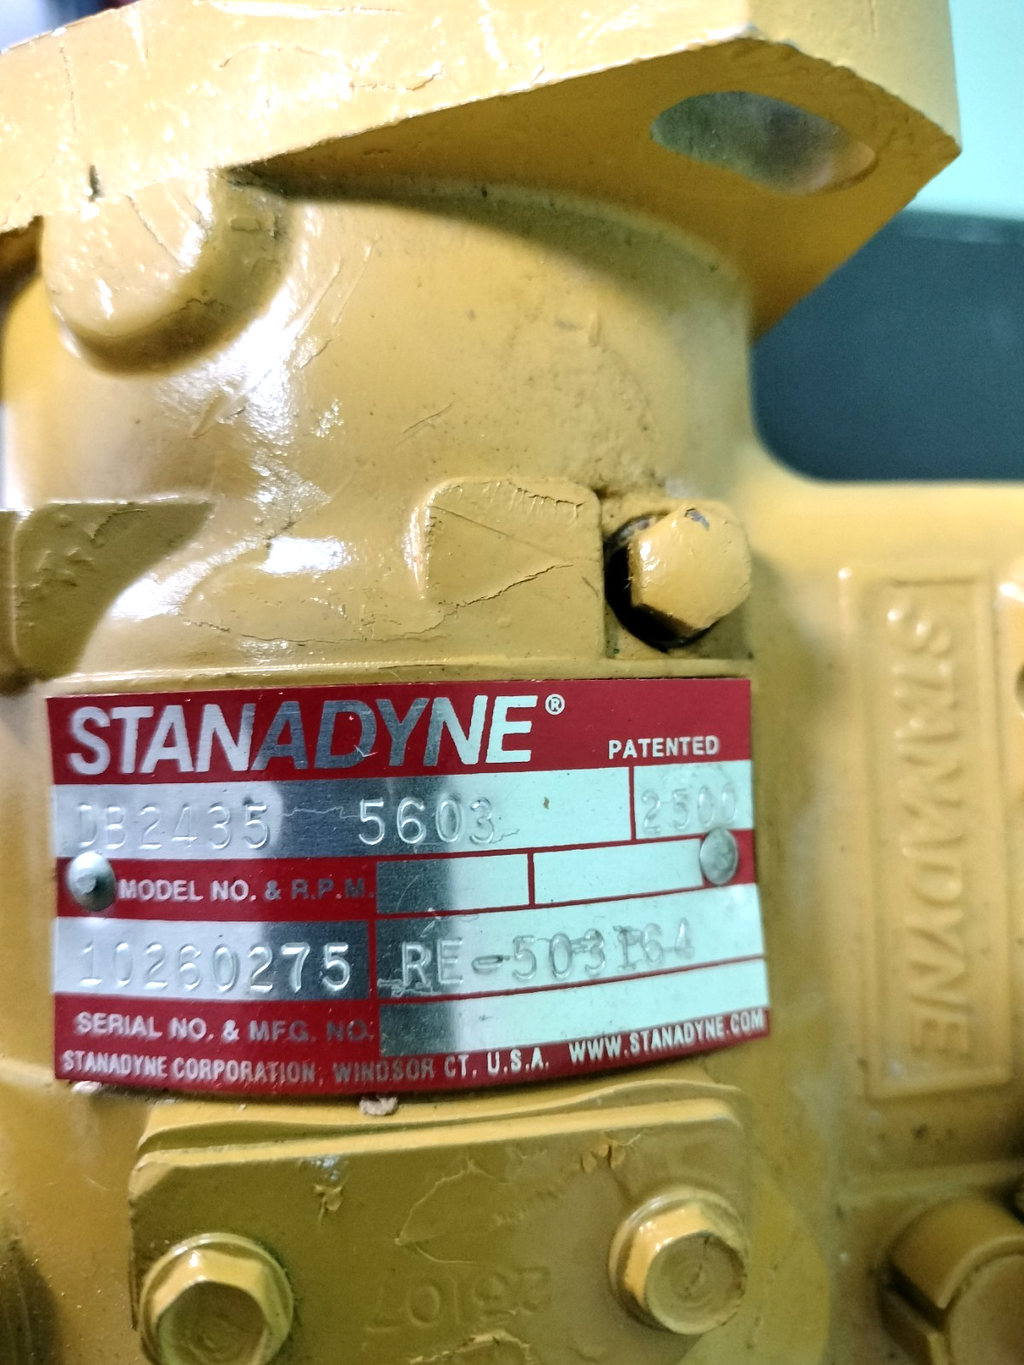 STANADYNE®
PATENTED
DB2435 5603 2500
MODEL NO. & R.P.M.
10260275 RE-503164
SERIAL NO. & MFG. NO.
STANADYNE CORPORATION, WINDSOR CT, U.S.A. WWW.STANADYNE.COM
STANADYNE